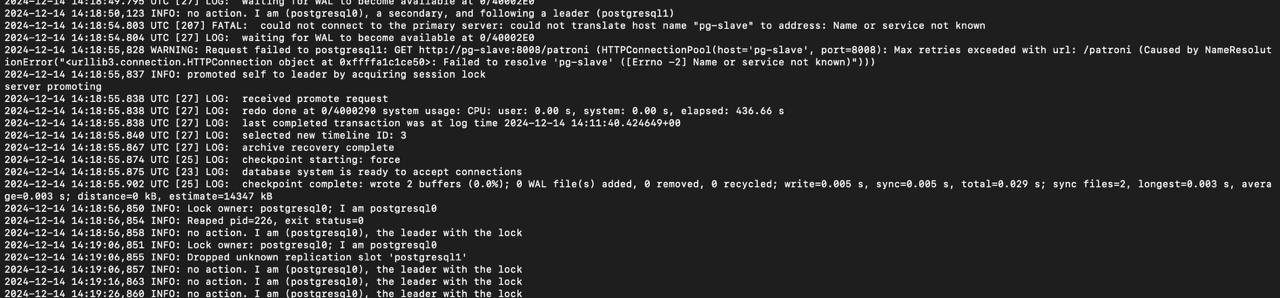 2024-12-14 14:18:49.795 UTC [27] LOG:  waiting for WAL to become available at 0/40002E0
2024-12-14 14:18:50,123 INFO: no action. I am (postgresql0), a secondary, and following a leader (postgresql1)
2024-12-14 14:18:54.803 UTC [207] FATAL:  could not connect to the primary server: could not translate host name "pg-slave" to address: Name or service not known
2024-12-14 14:18:54.804 UTC [27] LOG:  waiting for WAL to become available at 0/40002E0
2024-12-14 14:18:55,828 WARNING: Request failed to postgresql1: GET http://pg-slave:8008/patroni (HTTPConnectionPool(host='pg-slave', port=8008): Max retries exceeded with url: /patroni (Caused by NameResolut
ionError("<urllib3.connection.HTTPConnection object at 0xffffa1c1ce50>: Failed to resolve 'pg-slave' ([Errno -2] Name or service not known)")))
2024-12-14 14:18:55,837 INFO: promoted self to leader by acquiring session lock
server promoting
2024-12-14 14:18:55.838 UTC [27] LOG:  received promote request
2024-12-14 14:18:55.838 UTC [27] LOG:  redo done at 0/4000290 system usage: CPU: user: 0.00 s, system: 0.00 s, elapsed: 436.66 s
2024-12-14 14:18:55.838 UTC [27] LOG:  last completed transaction was at log time 2024-12-14 14:11:40.424649+00
2024-12-14 14:18:55.840 UTC [27] LOG:  selected new timeline ID: 3
2024-12-14 14:18:55.867 UTC [27] LOG:  archive recovery complete
2024-12-14 14:18:55.874 UTC [25] LOG:  checkpoint starting: force
2024-12-14 14:18:55.875 UTC [23] LOG:  database system is ready to accept connections
2024-12-14 14:18:55.902 UTC [25] LOG:  checkpoint complete: wrote 2 buffers (0.0%); 0 WAL file(s) added, 0 removed, 0 recycled; write=0.005 s, sync=0.005 s, total=0.029 s; sync files=2, longest=0.003 s, avera
ge=0.003 s; distance=0 kB, estimate=14347 kB
2024-12-14 14:18:56,850 INFO: Lock owner: postgresql0; I am postgresql0
2024-12-14 14:18:56,854 INFO: Reaped pid=226, exit status=0
2024-12-14 14:18:56,858 INFO: no action. I am (postgresql0), the leader with the lock
2024-12-14 14:19:06,851 INFO: Lock owner: postgresql0; I am postgresql0
2024-12-14 14:19:06,855 INFO: Dropped unknown replication slot 'postgresql1'
2024-12-14 14:19:06,857 INFO: no action. I am (postgresql0), the leader with the lock
2024-12-14 14:19:16,863 INFO: no action. I am (postgresql0), the leader with the lock
2024-12-14 14:19:26,860 INFO: no action. I am (postgresql0), the leader with the lock